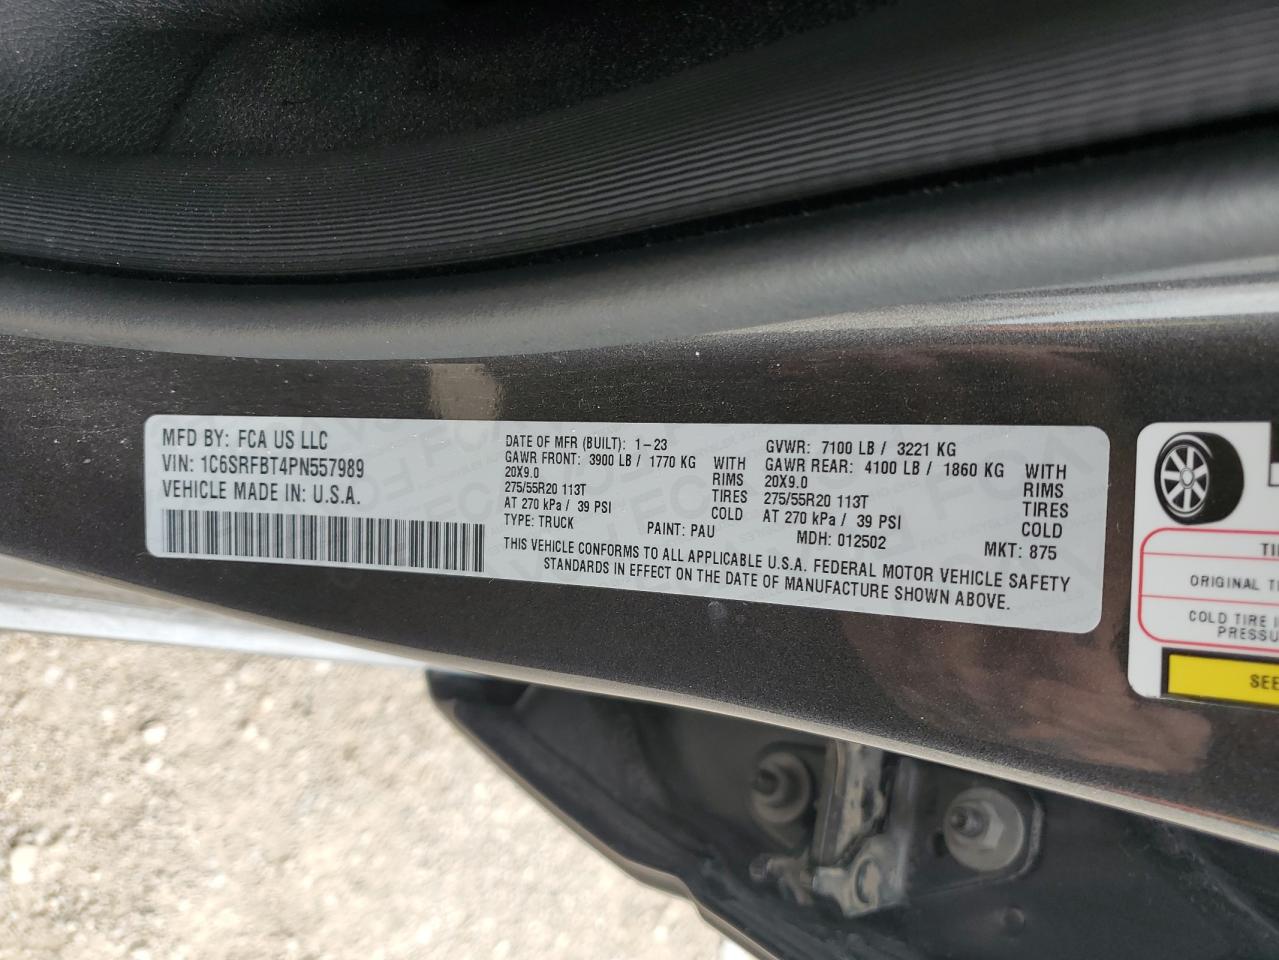 MFD BY: FCA US LLC
VIN: 1C6SRFBT4PN557989
VEHICLE MADE IN: U.S.A.
DATE OF MFR (BUILT): 1-23
GAWR FRONT: 3900 LB / 1770 KG WITH
20X9.0 RIMS
275/55R20 113T TIRES
AT 270 kPa / 39 PSI COLD
GVWR: 7100 LB / 3221 KG
GAWR REAR: 4100 LB / 1860 KG WITH
20X9.0 RIMS
275/55R20 113T TIRES
AT 270 kPa / 39 PSI COLD
TYPE: TRUCK PAINT: PAU MDH: 012502 MKT: 875
THIS VEHICLE CONFORMS TO ALL APPLICABLE U.S.A. FEDERAL MOTOR VEHICLE SAFETY
STANDARDS IN EFFECT ON THE DATE OF MANUFACTURE SHOWN ABOVE.
ORIGINAL
COLD TIRE
SEE